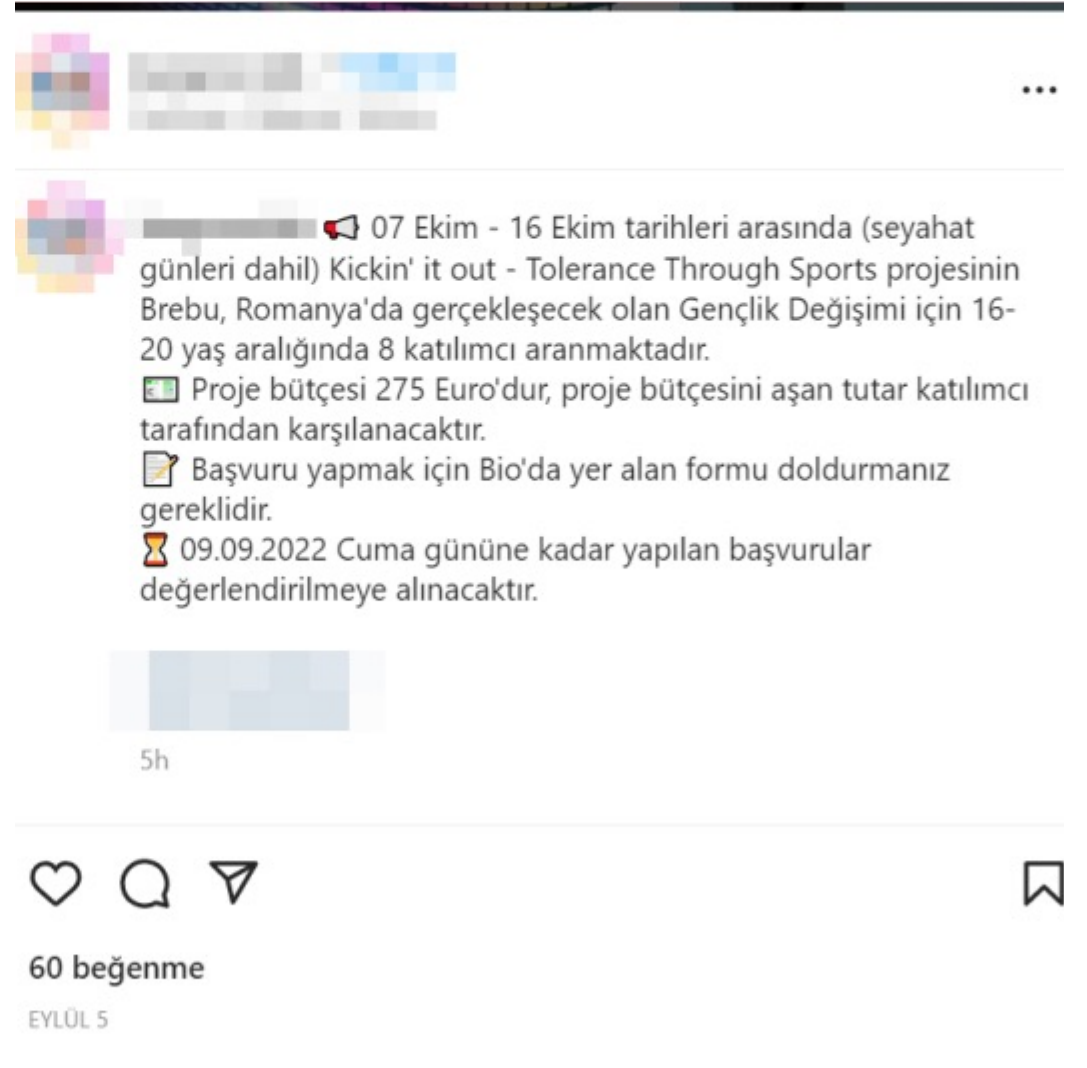 07 Ekim - 16 Ekim tarihleri arasında (seyahat
günleri dahil) Kickin' it out - Tolerance Through Sports projesinin
Brebu, Romanya'da gerçekleşecek olan Gençlik Değişimi için 16-
20 yaş aralığında 8 katılımcı aranmaktadır.
Proje bütçesi 275 Euro'dur, proje bütçesini aşan tutar katılımcı
tarafından karşılanacaktır.
Başvuru yapmak için Bio'da yer alan formu doldurmanız
gereklidir.
09.09.2022 Cuma gününe kadar yapılan başvurular
değerlendirilmeye alınacaktır.
5h
60 beğenme
EYLÜL 5